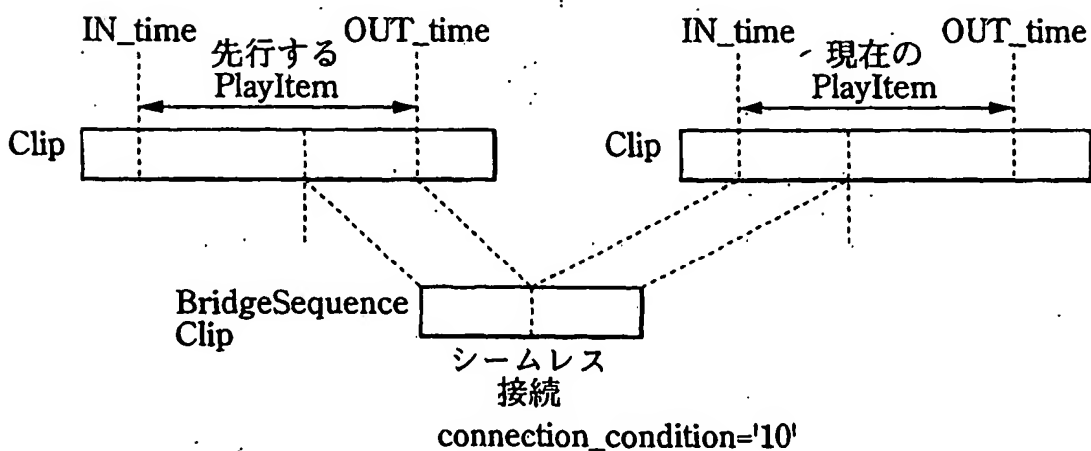 IN_time 先行する OUT_time
PlayItem
Clip
IN_time 現在の OUT_time
PlayItem
Clip
BridgeSequence
Clip
シームレス
接続
connection_condition='10'